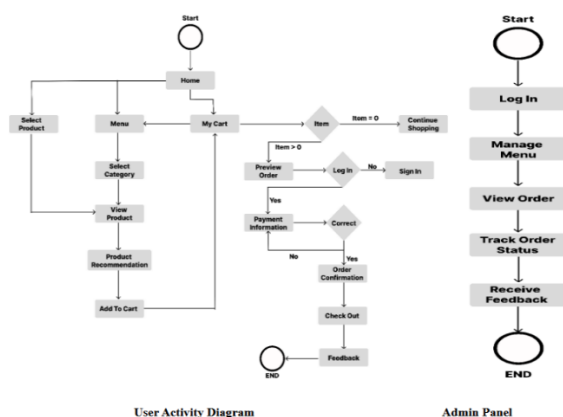 Start
Home
Select
Product
Menu
My Cart
Item
Item = 0
Continue
Shopping
Item > 0
Select
Category
Preview
Order
Log In
No
Sign In
Yes
View
Product
Payment
Information
Correct
No
Yes
Product
Recommendation
Order
Confirmation
Add To Cart
Check Out
Feedback
END
User Activity Diagram
Start
Log In
Manage
Menu
View Order
Track Order
Status
Receive
Feedback
END
Admin Panel